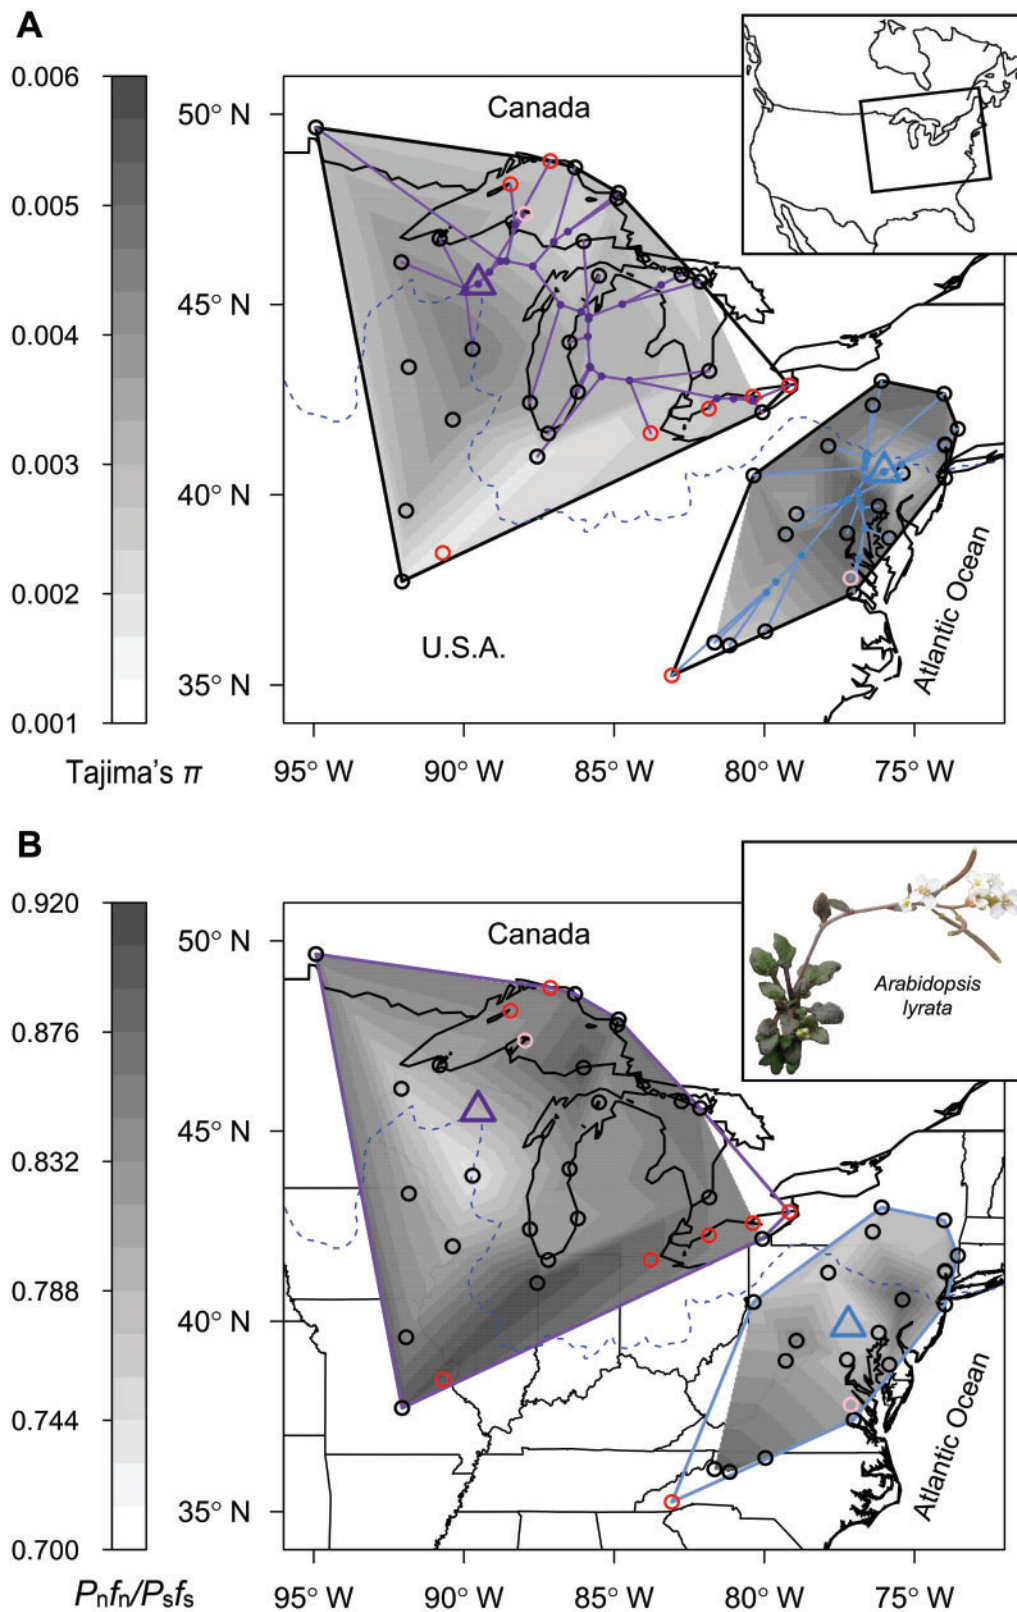 A
0.006
0.005
0.004
0.003
0.002
0.001
Tajima's π
50° N
45° N
40° N
35° N
Canada
U.S.A.
Atlantic Ocean
95° W
90° W
85° W
80° W
75° W
B
0.920
0.876
0.832
0.788
0.744
0.700
Pnfn/Psfs
50° N
45° N
40° N
35° N
Canada
Arabidopsis
lyrata
Atlantic Ocean
95° W
90° W
85° W
80° W
75° W